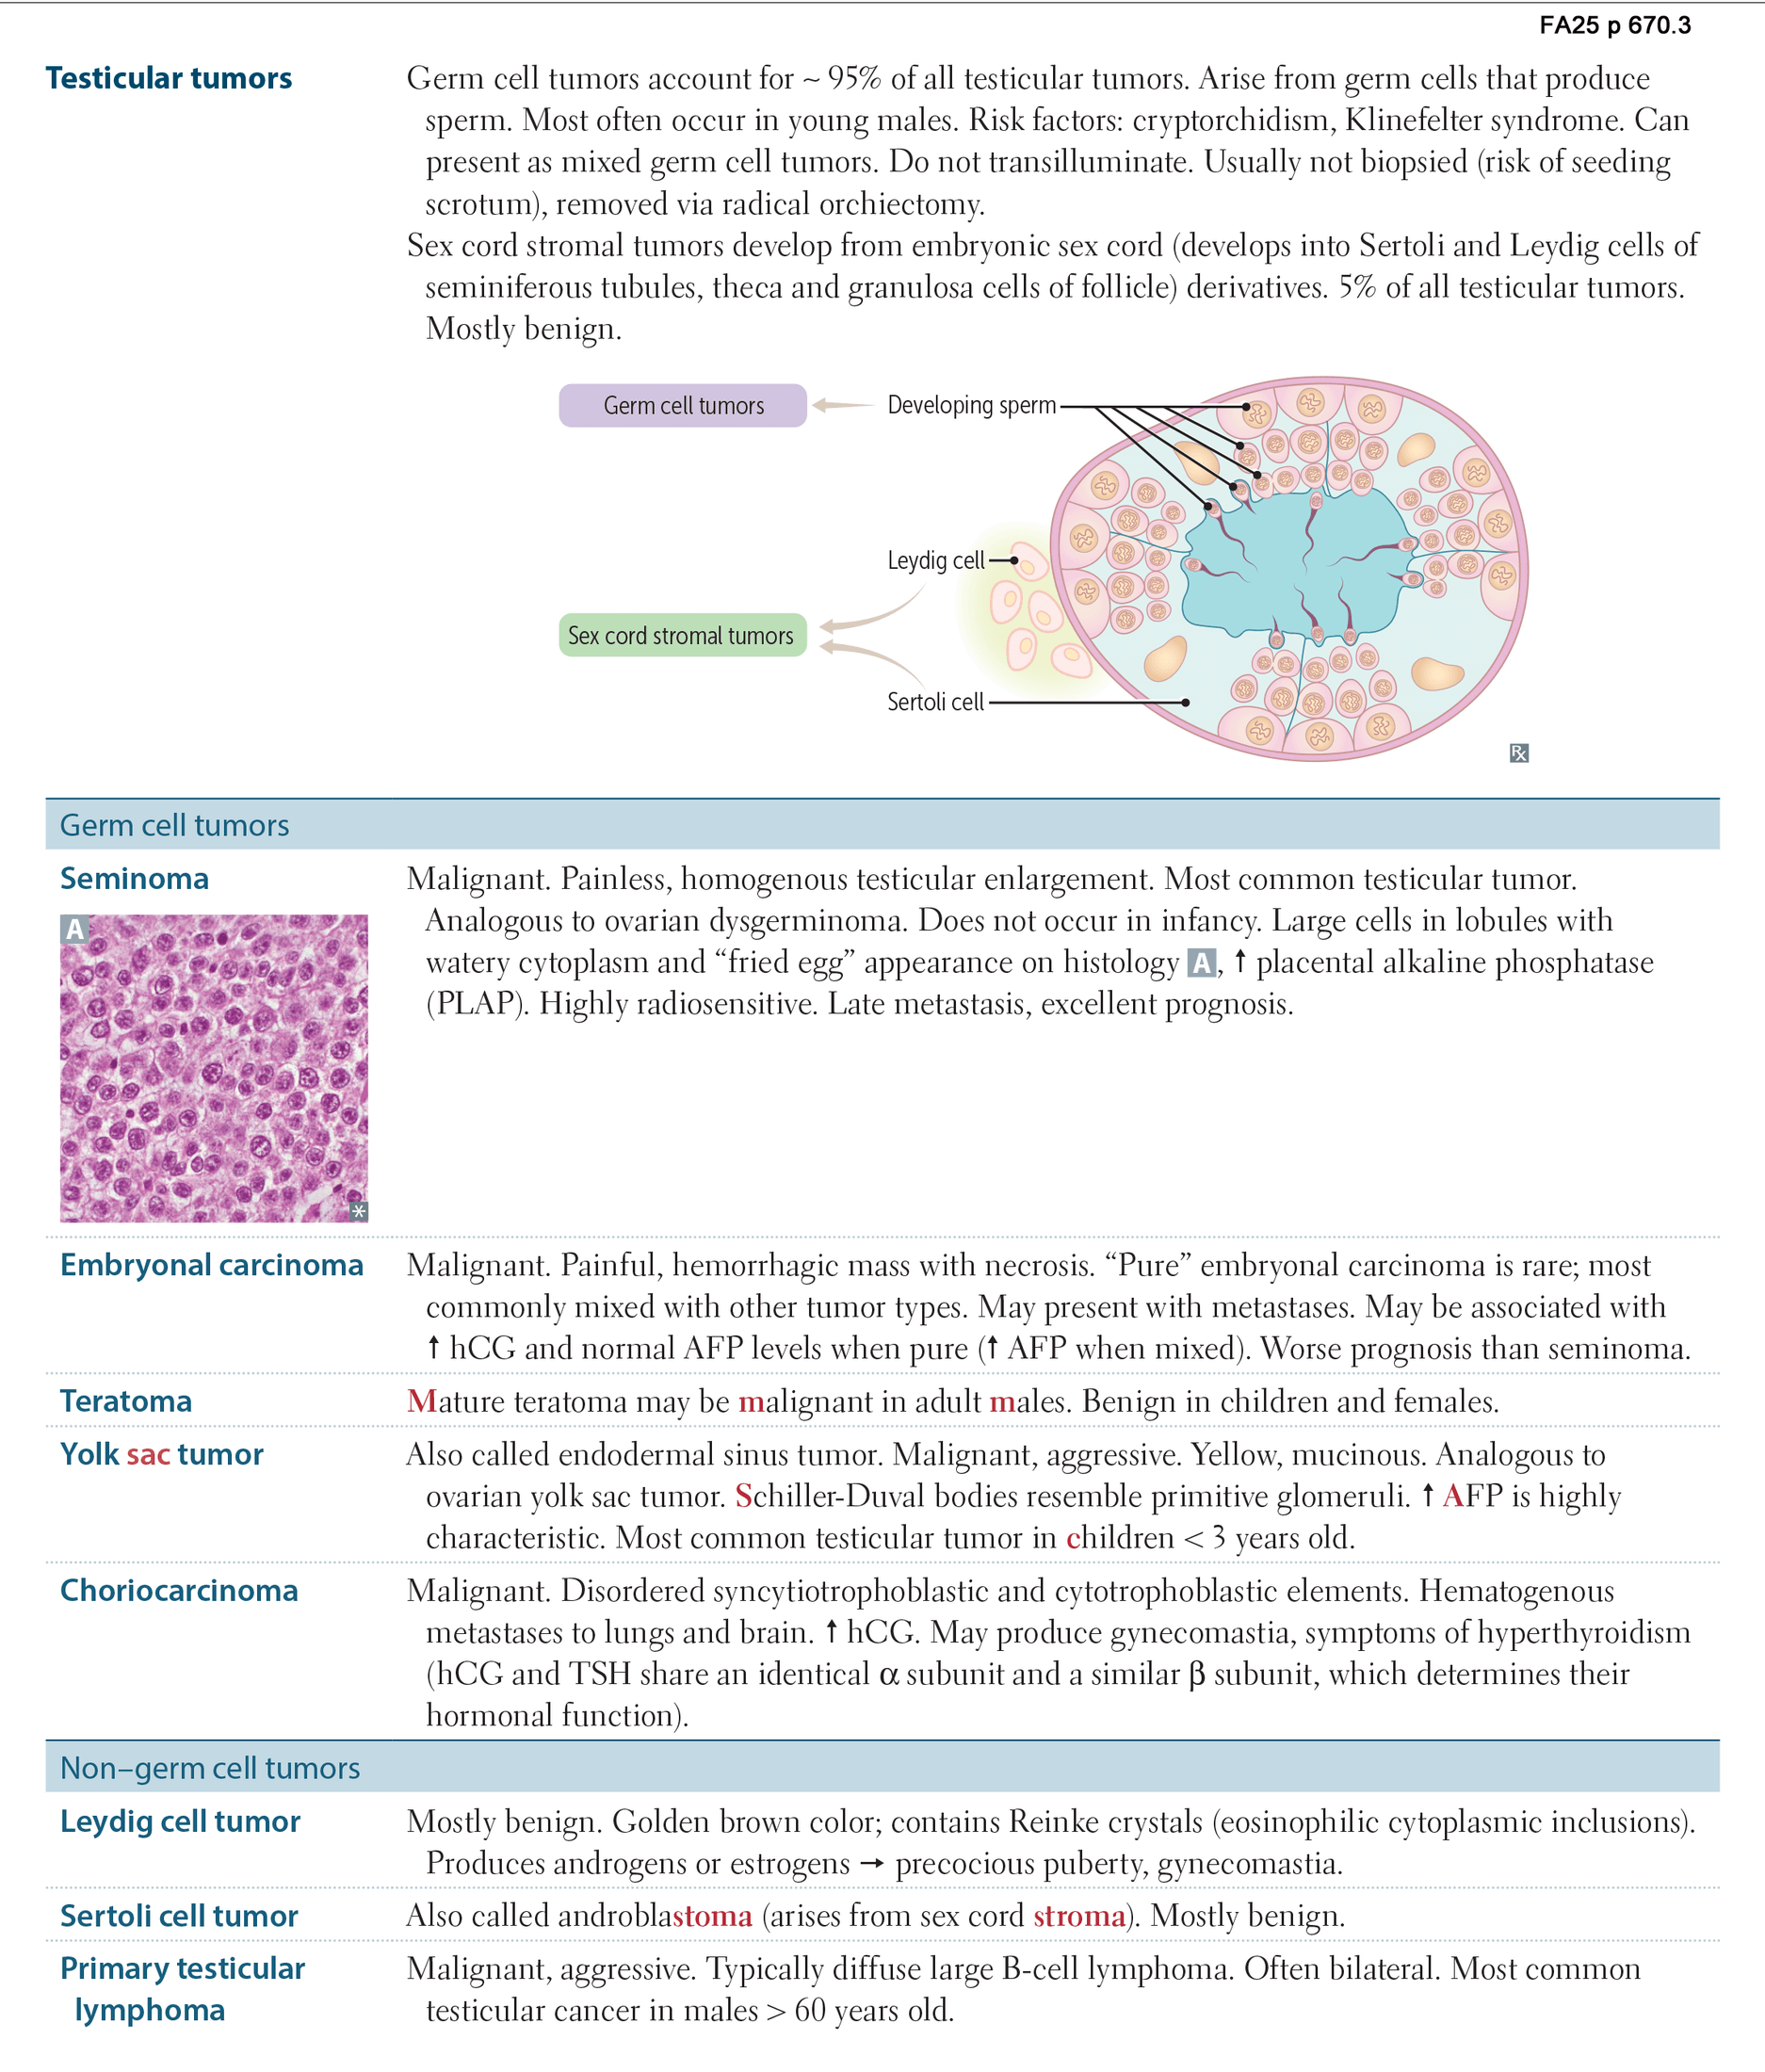 FA25 p 670.3
Testicular tumors
Germ cell tumors account for ~ 95% of all testicular tumors. Arise from germ cells that produce
sperm. Most often occur in young males. Risk factors: cryptorchidism, Klinefelter syndrome. Can
present as mixed germ cell tumors. Do not transilluminate. Usually not biopsied (risk of seeding
scrotum), removed via radical orchiectomy.
Sex cord stromal tumors develop from embryonic sex cord (develops into Sertoli and Leydig cells of
seminiferous tubules, theca and granulosa cells of follicle) derivatives. 5% of all testicular tumors.
Mostly benign.
Germ cell tumors
Developing sperm
Leydig cell
Sex cord stromal tumors
Sertoli cell
Rx
Germ cell tumors
Seminoma
A
Malignant. Painless, homogenous testicular enlargement. Most common testicular tumor.
Analogous to ovarian dysgerminoma. Does not occur in infancy. Large cells in lobules with
watery cytoplasm and “fried egg” appearance on histology A, ↑ placental alkaline phosphatase
(PLAP). Highly radiosensitive. Late metastasis, excellent prognosis.
*
Embryonal carcinoma
Malignant. Painful, hemorrhagic mass with necrosis. “Pure” embryonal carcinoma is rare; most
commonly mixed with other tumor types. May present with metastases. May be associated with
↑ hCG and normal AFP levels when pure (↑ AFP when mixed). Worse prognosis than seminoma.
Teratoma
Mature teratoma may be malignant in adult males. Benign in children and females.
Yolk sac tumor
Also called endodermal sinus tumor. Malignant, aggressive. Yellow, mucinous. Analogous to
ovarian yolk sac tumor. Schiller-Duval bodies resemble primitive glomeruli. ↑ AFP is highly
characteristic. Most common testicular tumor in children < 3 years old.
Choriocarcinoma
Malignant. Disordered syncytiotrophoblastic and cytotrophoblastic elements. Hematogenous
metastases to lungs and brain. ↑ hCG. May produce gynecomastia, symptoms of hyperthyroidism
(hCG and TSH share an identical α subunit and a similar β subunit, which determines their
hormonal function).
Non–germ cell tumors
Leydig cell tumor
Mostly benign. Golden brown color; contains Reinke crystals (eosinophilic cytoplasmic inclusions).
Produces androgens or estrogens → precocious puberty, gynecomastia.
Sertoli cell tumor
Also called androblastoma (arises from sex cord stroma). Mostly benign.
Primary testicular
lymphoma
Malignant, aggressive. Typically diffuse large B-cell lymphoma. Often bilateral. Most common
testicular cancer in males > 60 years old.